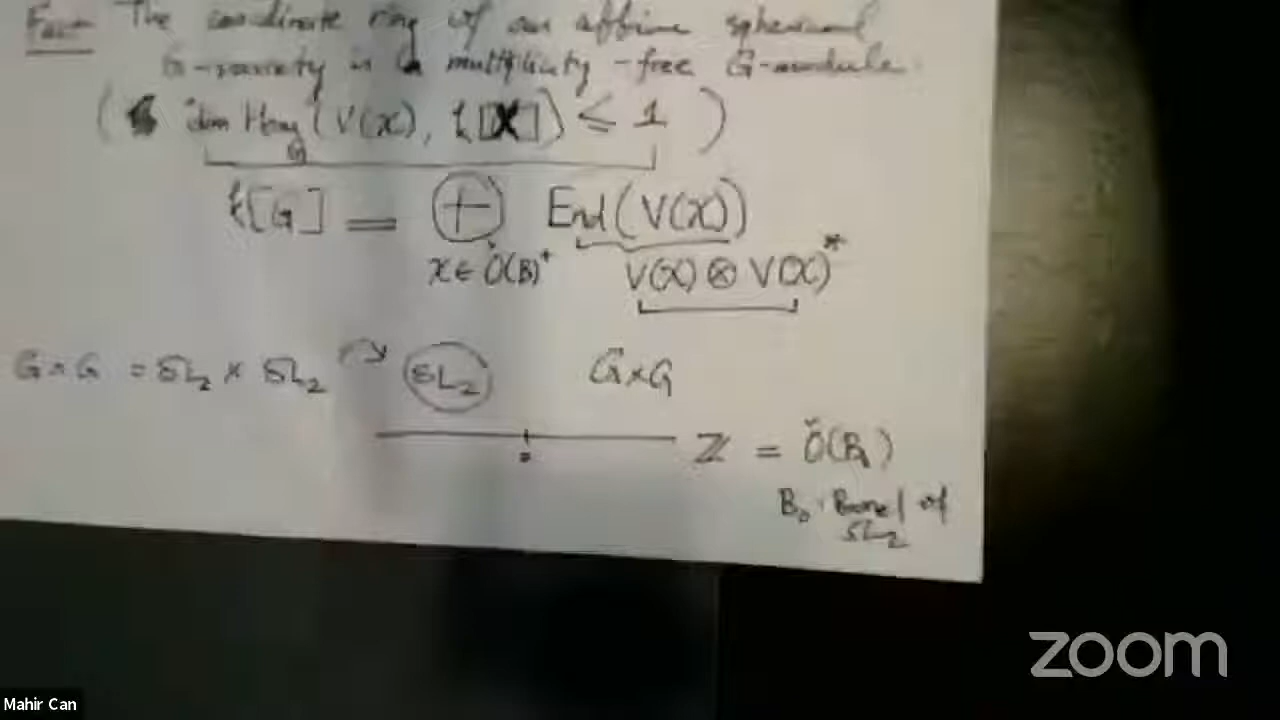 Fact The coordinate ring of an affine spherical
G-variety is a multiplicity-free G-module.
( dim Hom_G (V(χ), k[X]) ≤ 1 )
k[G] = ⊕ End(V(χ))
χ ∈ X̌(B)⁺ V(χ) ⊗ V(χ)*
G×G = SL₂ × SL₂ ↷ SL₂ G×G
ℤ = X̌(B₀)
B₀ : Borel of
SL₂
zoom
Mahir Can